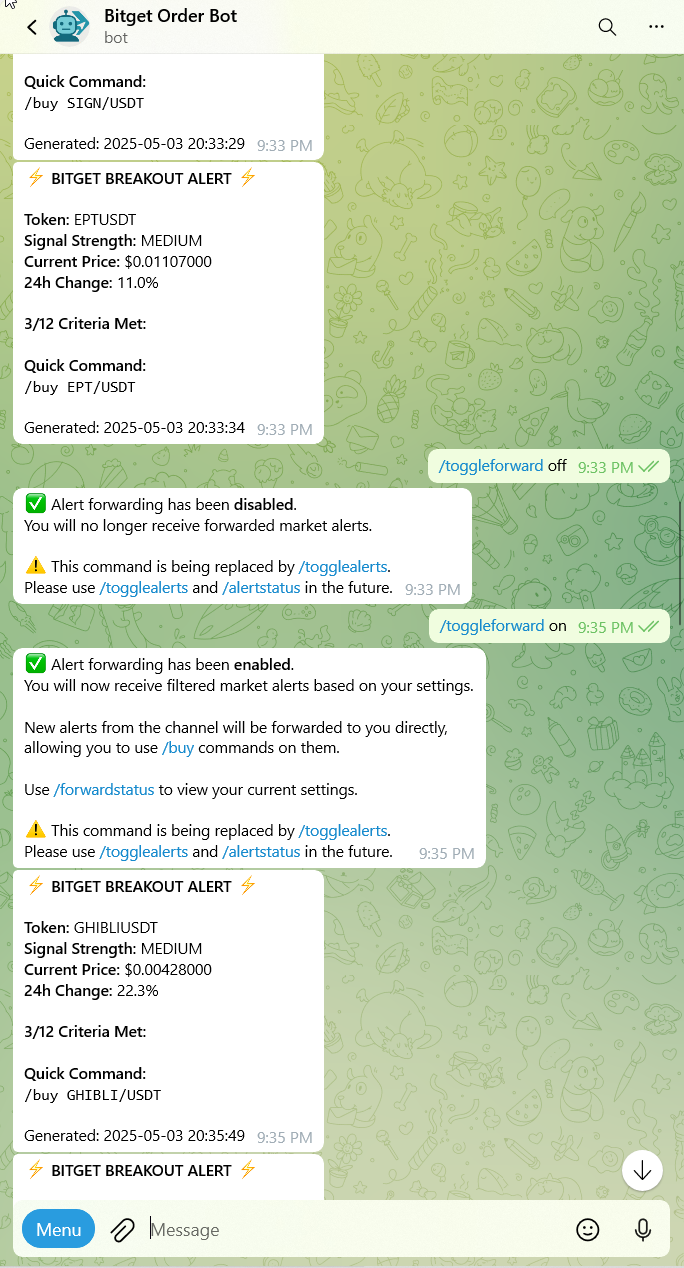 Bitget Order Bot
bot
Quick Command:
/buy SIGN/USDT
Generated: 2025-05-03 20:33:29 9:33 PM
⚡ BITGET BREAKOUT ALERT ⚡
Token: EPTUSDT
Signal Strength: MEDIUM
Current Price: $0.01107000
24h Change: 11.0%
3/12 Criteria Met:
Quick Command:
/buy EPT/USDT
Generated: 2025-05-03 20:33:34 9:33 PM
/toggleforward off 9:33 PM
✅ Alert forwarding has been disabled.
You will no longer receive forwarded market alerts.
⚠️ This command is being replaced by /togglealerts.
Please use /togglealerts and /alertstatus in the future. 9:33 PM
/toggleforward on 9:35 PM
✅ Alert forwarding has been enabled.
You will now receive filtered market alerts based on your settings.
New alerts from the channel will be forwarded to you directly,
allowing you to use /buy commands on them.
Use /forwardstatus to view your current settings.
⚠️ This command is being replaced by /togglealerts.
Please use /togglealerts and /alertstatus in the future. 9:35 PM
⚡ BITGET BREAKOUT ALERT ⚡
Token: GHIBLIUSDT
Signal Strength: MEDIUM
Current Price: $0.00428000
24h Change: 22.3%
3/12 Criteria Met:
Quick Command:
/buy GHIBLI/USDT
Generated: 2025-05-03 20:35:49 9:35 PM
⚡ BITGET BREAKOUT ALERT ⚡
Menu Message